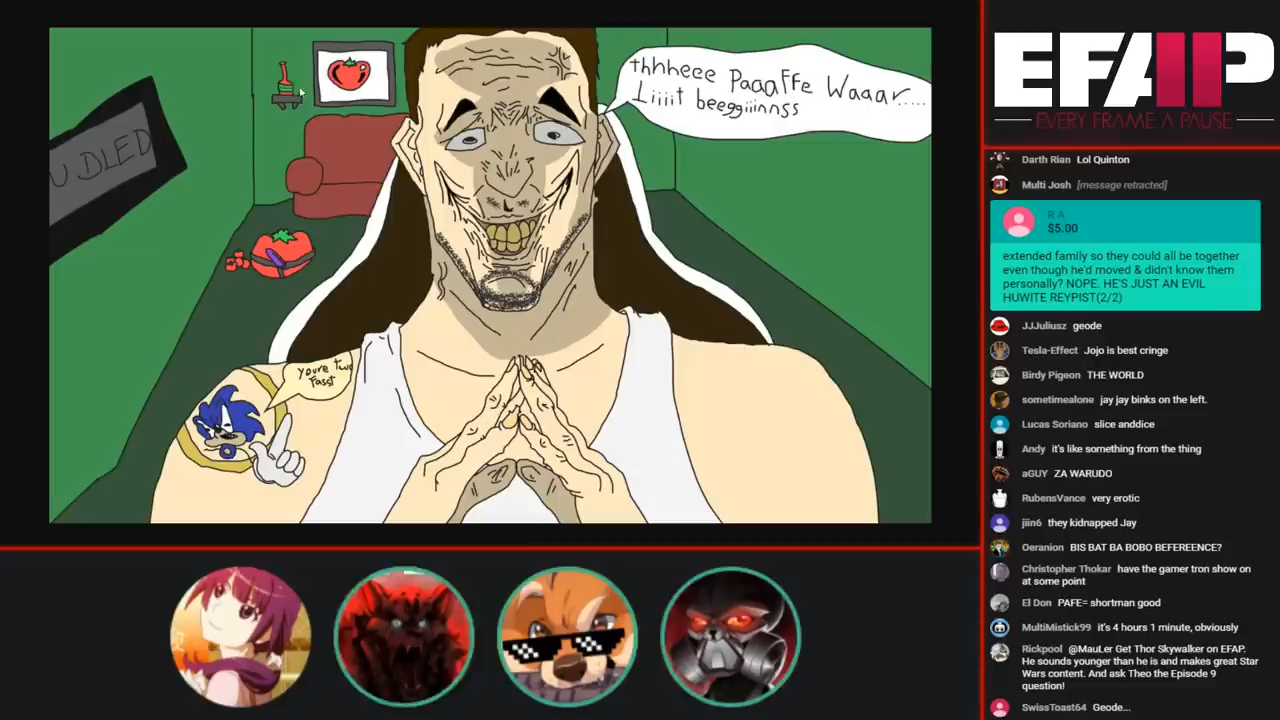 thhheee PaaaFFe Waaar....
Iiiit beeggiiinnss
U DLED
youre two
fasst
EFAP
EVERY FRAME A PAUSE
Darth Rian Lol Quinton
Multi Josh [message retracted]
R A
$5.00
extended family so they could all be together
even though he'd moved & didn't know them
personally? NOPE. HE'S JUST AN EVIL
HUWITE REYPIST(2/2)
JJJuliusz geode
Tesla-Effect Jojo is best cringe
Birdy Pigeon THE WORLD
sometimealone jay jay binks on the left.
Lucas Soriano slice anddice
Andy it's like something from the thing
aGUY ZA WARUDO
RubensVance very erotic
jiin6 they kidnapped Jay
Oeranion BIS BAT BA BOBO BEFEREENCE?
Christopher Thokar have the gamer tron show on
at some point
El Don PAFE= shortman good
MultiMistick99 it's 4 hours 1 minute, obviously
Rickpool @MauLer Get Thor Skywalker on EFAP.
He sounds younger than he is and makes great Star
Wars content. And ask Theo the Episode 9
question!
SwissToast64 Geode...